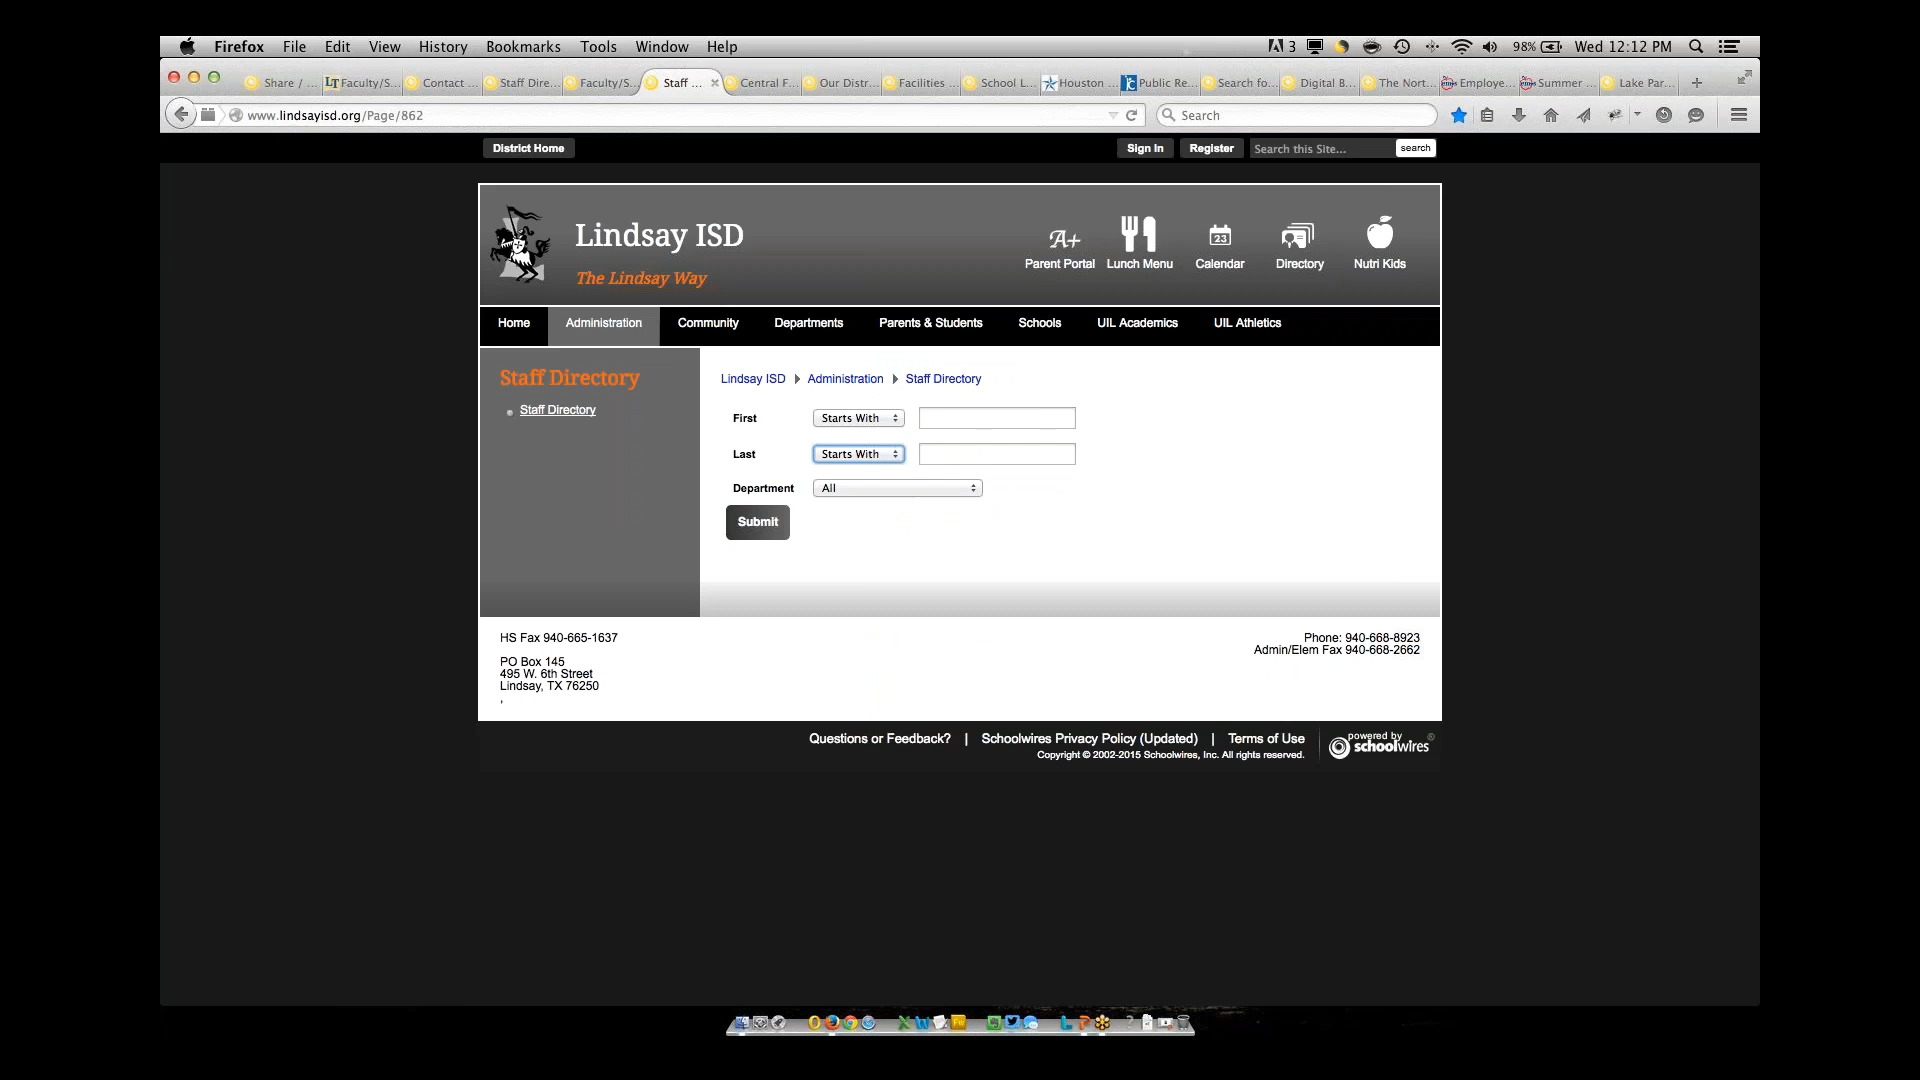 Firefox File Edit View History Bookmarks Tools Window Help 3 98% Wed 12:12 PM
Share / ... LT Faculty/S... Contact ... Staff Dire... Faculty/S... Staff ... Central F... Our Distr... Facilities ... School L... Houston ... Public Re... Search fo... Digital B... The Nort... Employe... Summer ... Lake Par...
www.lindsayisd.org/Page/862 Search
District Home Sign In Register Search this Site... search
Lindsay ISD
The Lindsay Way
A+ 23
Parent Portal Lunch Menu Calendar Directory Nutri Kids
Home Administration Community Departments Parents & Students Schools UIL Academics UIL Athletics
Staff Directory
Staff Directory
Lindsay ISD Administration Staff Directory
First Starts With
Last Starts With
Department All
Submit
HS Fax 940-665-1637
PO Box 145
495 W. 6th Street
Lindsay, TX 76250
,
Phone: 940-668-8923
Admin/Elem Fax 940-668-2662
Questions or Feedback? | Schoolwires Privacy Policy (Updated) | Terms of Use
Copyright © 2002-2015 Schoolwires, Inc. All rights reserved.
powered by
schoolwires®